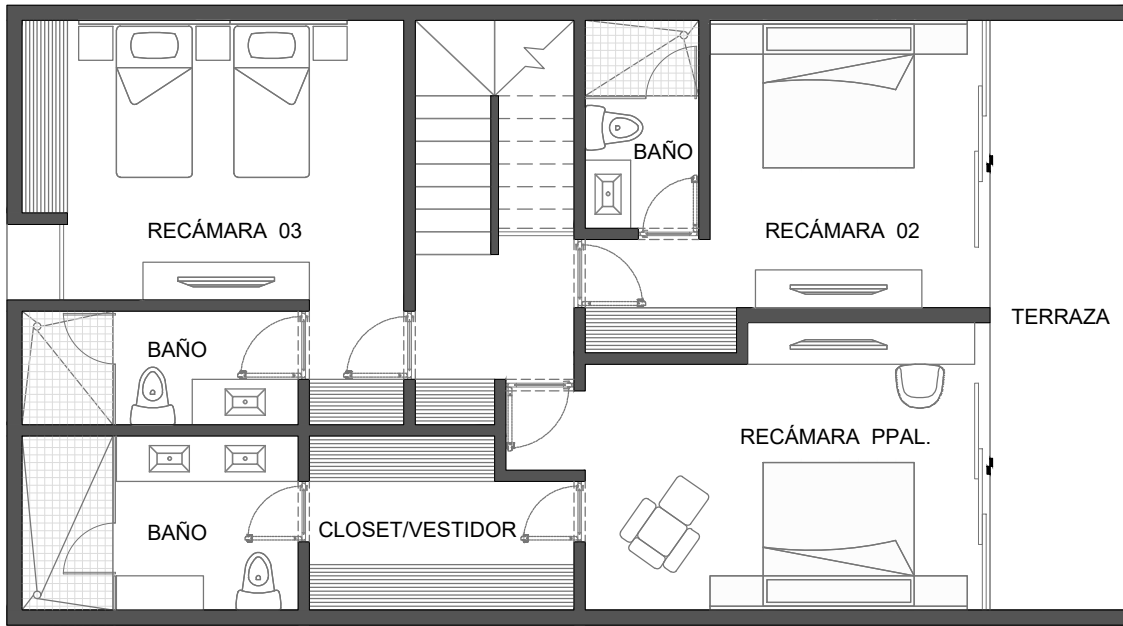 BAÑO
RECÁMARA 03
RECÁMARA 02
TERRAZA
BAÑO
RECÁMARA PPAL.
BAÑO
CLOSET/VESTIDOR